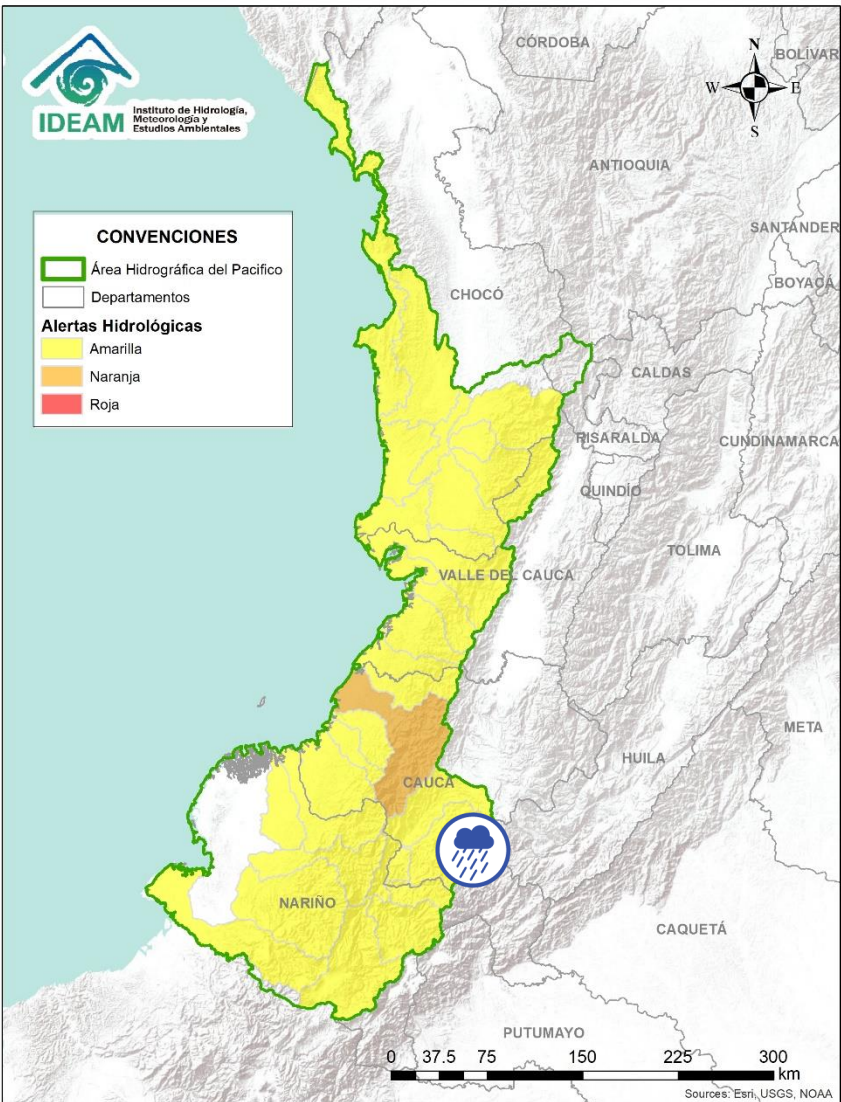 IDEAM
Instituto de Hidrología,
Meteorología y
Estudios Ambientales
N
W
E
S
CÓRDOBA
BOLÍVAR
ANTIOQUIA
SANTANDER
BOYACÁ
CHOCÓ
CALDAS
RISARALDA
CUNDINAMARCA
QUINDÍO
TOLIMA
VALLE DEL CAUCA
META
HUILA
CAUCA
NARIÑO
CAQUETÁ
PUTUMAYO
CONVENCIONES
Área Hidrográfica del Pacifico
Departamentos
Alertas Hidrológicas
Amarilla
Naranja
Roja
0 37.5 75 150 225 300
km
Sources: Esri, USGS, NOAA